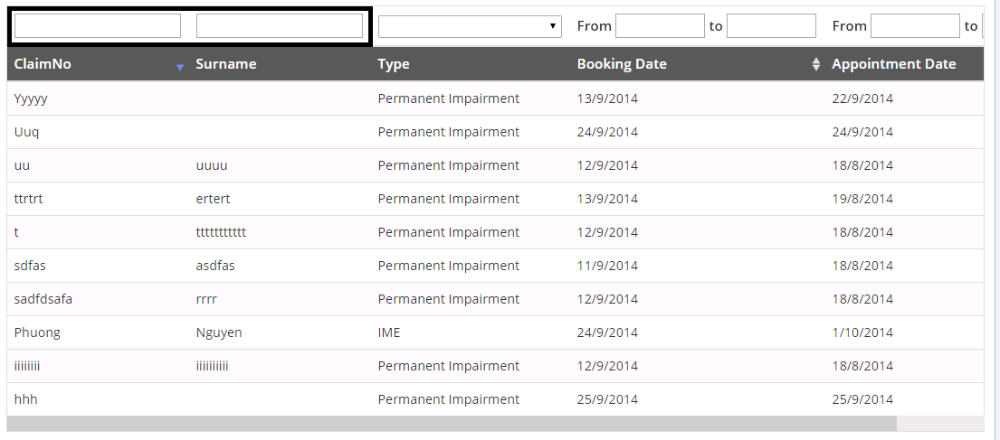 From to From to
ClaimNo Surname Type Booking Date Appointment Date
Yyyyy Permanent Impairment 13/9/2014 22/9/2014
Uuq Permanent Impairment 24/9/2014 24/9/2014
uu uuuu Permanent Impairment 12/9/2014 18/8/2014
ttrtrt ertert Permanent Impairment 13/9/2014 19/8/2014
t ttttttttttt Permanent Impairment 12/9/2014 18/8/2014
sdfas asdfas Permanent Impairment 11/9/2014 18/8/2014
sadfdsafa rrrr Permanent Impairment 12/9/2014 18/8/2014
Phuong Nguyen IME 24/9/2014 1/10/2014
iiiiiiii iiiiiiiiii Permanent Impairment 12/9/2014 18/8/2014
hhh Permanent Impairment 25/9/2014 25/9/2014